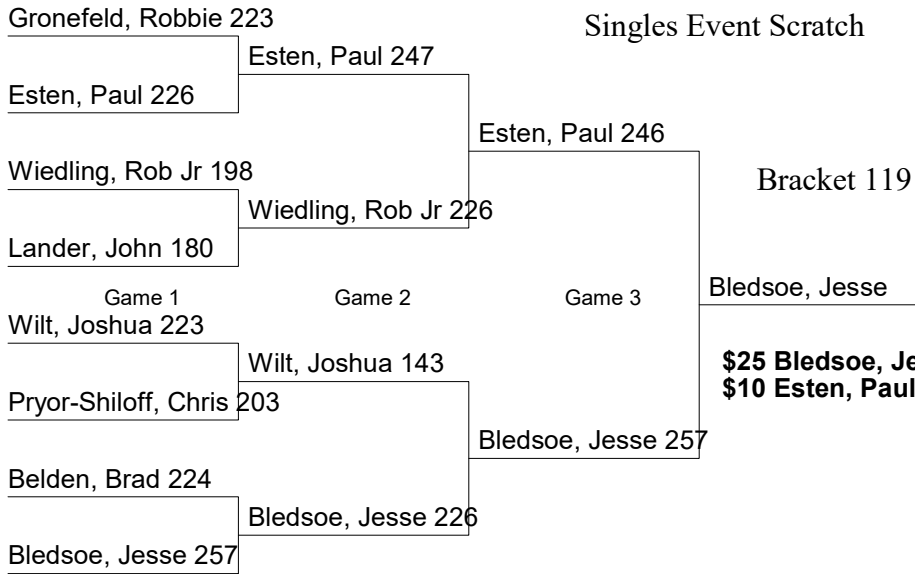 Gronefeld, Robbie 223
Singles Event Scratch
Esten, Paul 247
Esten, Paul 226
Esten, Paul 246
Wiedling, Rob Jr 198
Bracket 119
Wiedling, Rob Jr 226
Lander, John 180
Game 1
Game 2
Game 3
Bledsoe, Jesse
Wilt, Joshua 223
Wilt, Joshua 143
$25 Bledsoe,
$10 Esten, Paul
Pryor-Shiloff, Chris 203
Bledsoe, Jesse 257
Belden, Brad 224
Bledsoe, Jesse 226
Bledsoe, Jesse 257